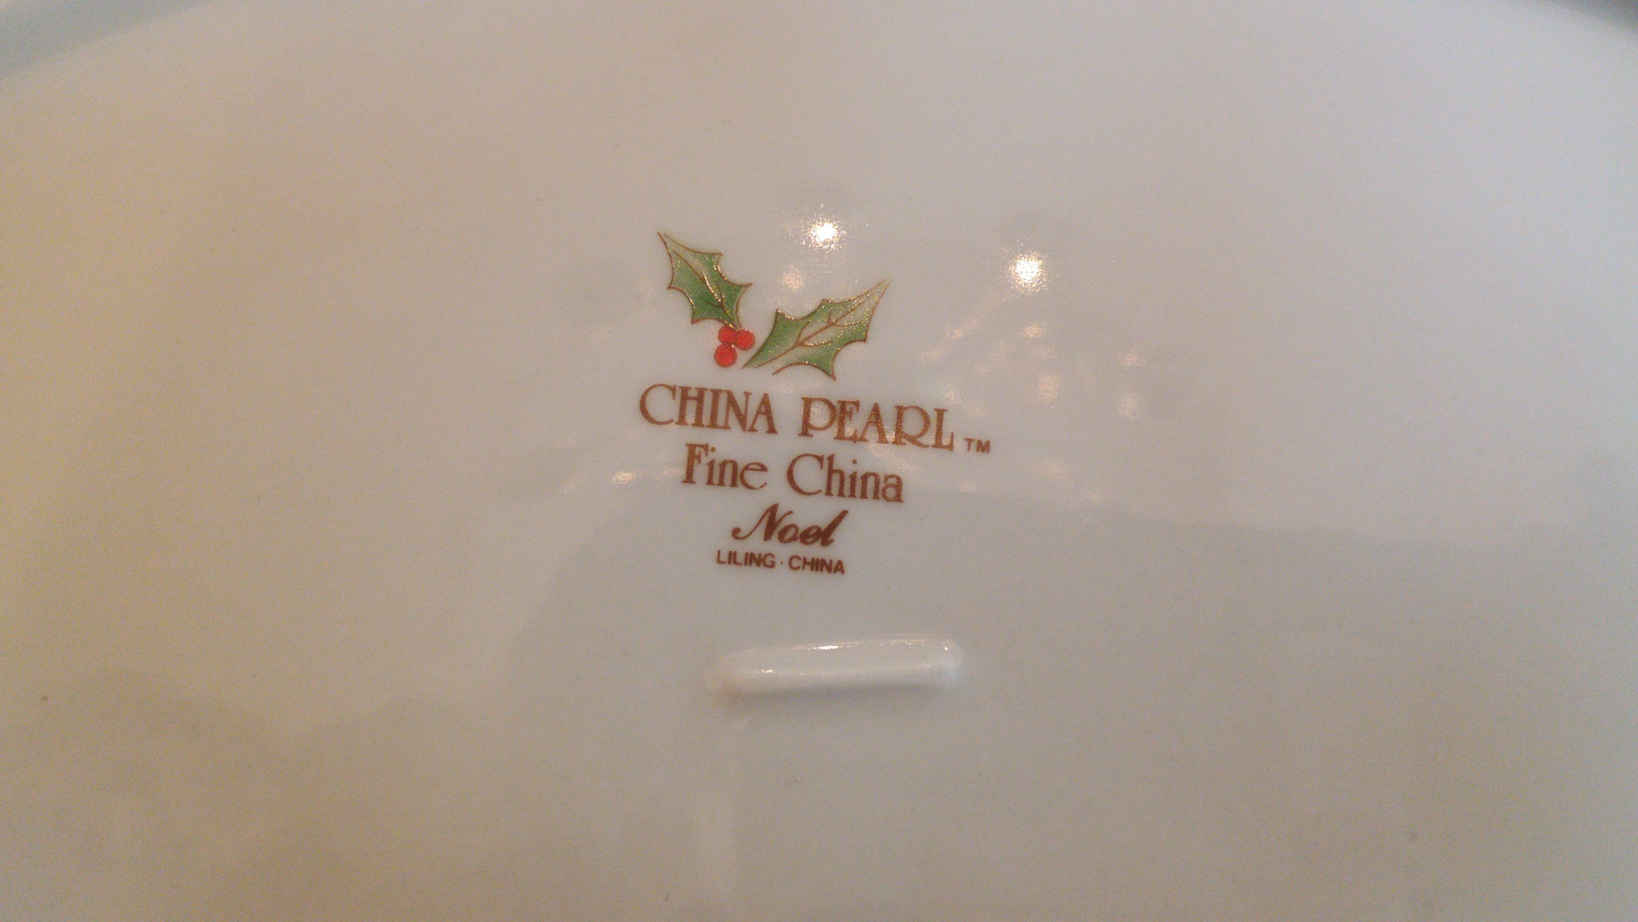 CHINA PEARL™
Fine China
Noel
LILING · CHINA